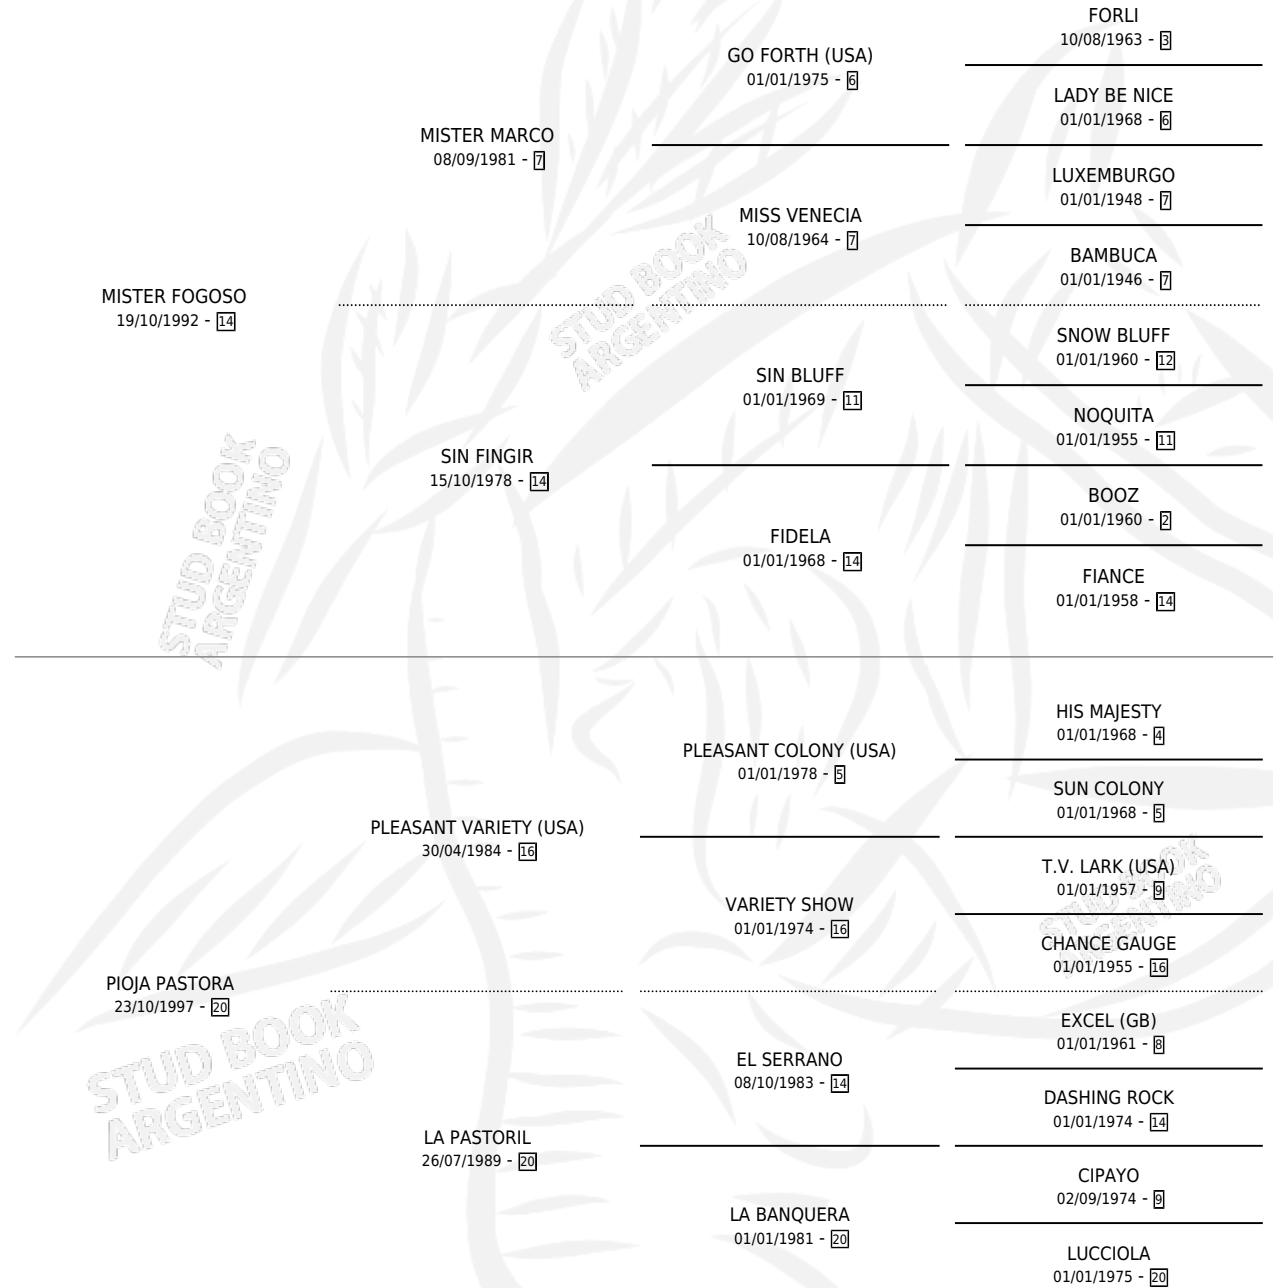 FORLI
10/08/1963 - 3
GO FORTH (USA)
01/01/1975 - 6
LADY BE NICE
01/01/1968 - 6
MISTER MARCO
08/09/1981 - 7
LUXEMBURGO
01/01/1948 - 7
MISS VENECIA
10/08/1964 - 7
BAMBUCA
01/01/1946 - 7
MISTER FOGOSO
19/10/1992 - 14
SNOW BLUFF
01/01/1960 - 12
SIN BLUFF
01/01/1969 - 11
NOQUITA
01/01/1955 - 11
SIN FINGIR
15/10/1978 - 14
BOOZ
01/01/1960 - 2
FIDELA
01/01/1968 - 14
FIANCE
01/01/1958 - 14
HIS MAJESTY
01/01/1968 - 4
PLEASANT COLONY (USA)
01/01/1978 - 5
SUN COLONY
01/01/1968 - 5
PLEASANT VARIETY (USA)
30/04/1984 - 16
T.V. LARK (USA)
01/01/1957 - 9
VARIETY SHOW
01/01/1974 - 16
CHANCE GAUGE
01/01/1955 - 16
PIOJA PASTORA
23/10/1997 - 20
EXCEL (GB)
01/01/1961 - 8
EL SERRANO
08/10/1983 - 14
DASHING ROCK
01/01/1974 - 14
LA PASTORIL
26/07/1989 - 20
CIPAYO
02/09/1974 - 9
LA BANQUERA
01/01/1981 - 20
LUCCIOLA
01/01/1975 - 20
STUD BOOK
ARGENTINO
STUD BOOK
ARGENTINO
STUD BOOK
ARGENTINO
STUD BOOK
ARGENTINO